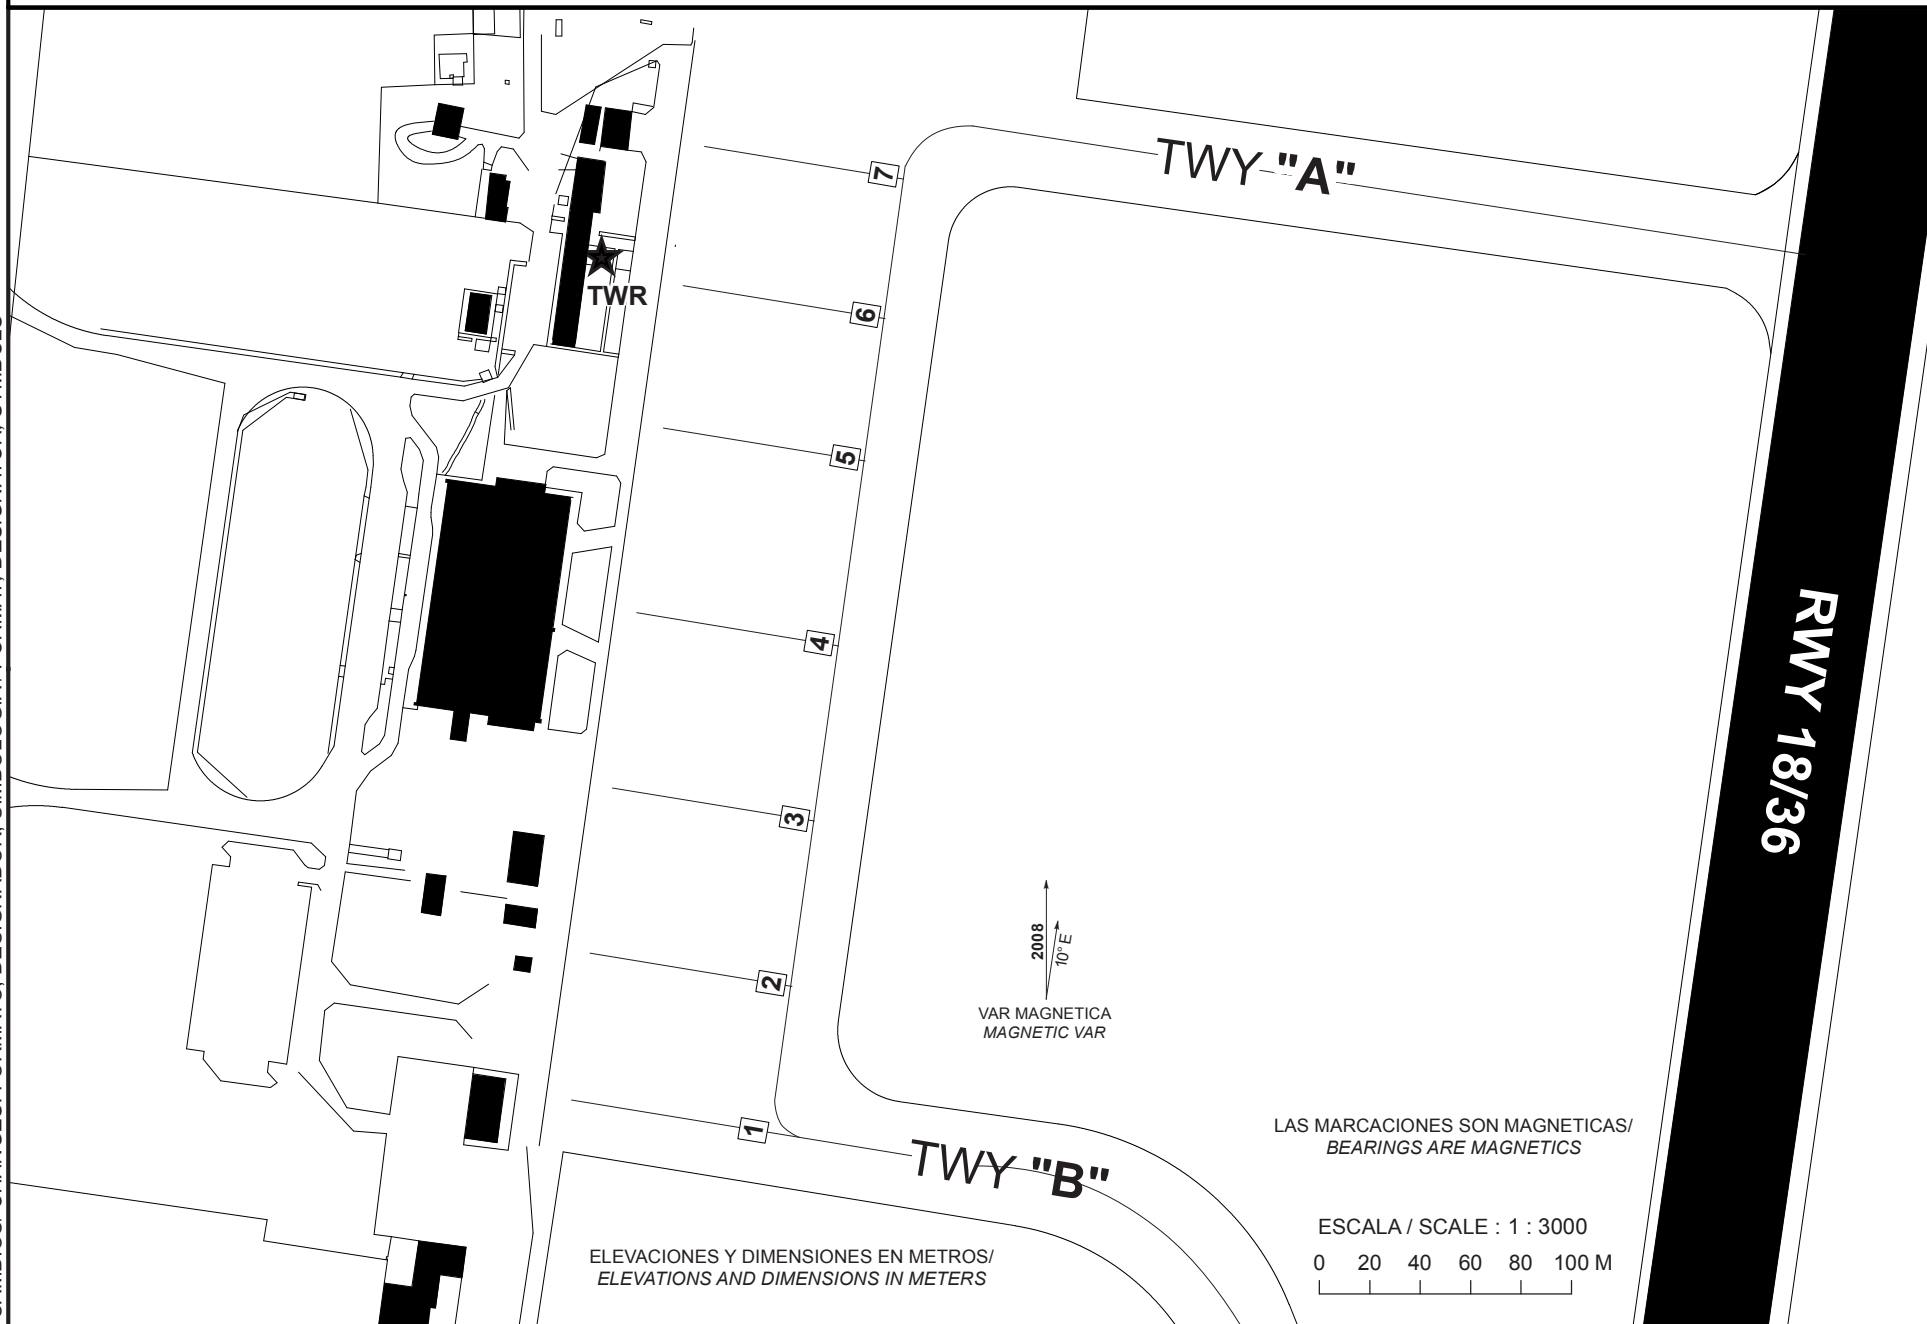 TWY "A"
7
TWR
6
5
RWY 18/36
4
3
2008
10° E
2
VAR MAGNETICA
MAGNETIC VAR
1
LAS MARCACIONES SON MAGNETICAS/
BEARINGS ARE MAGNETICS
TWY "B"
ESCALA / SCALE : 1 : 3000
0 20 40 60 80 100 M
ELEVACIONES Y DIMENSIONES EN METROS/
ELEVATIONS AND DIMENSIONS IN METERS